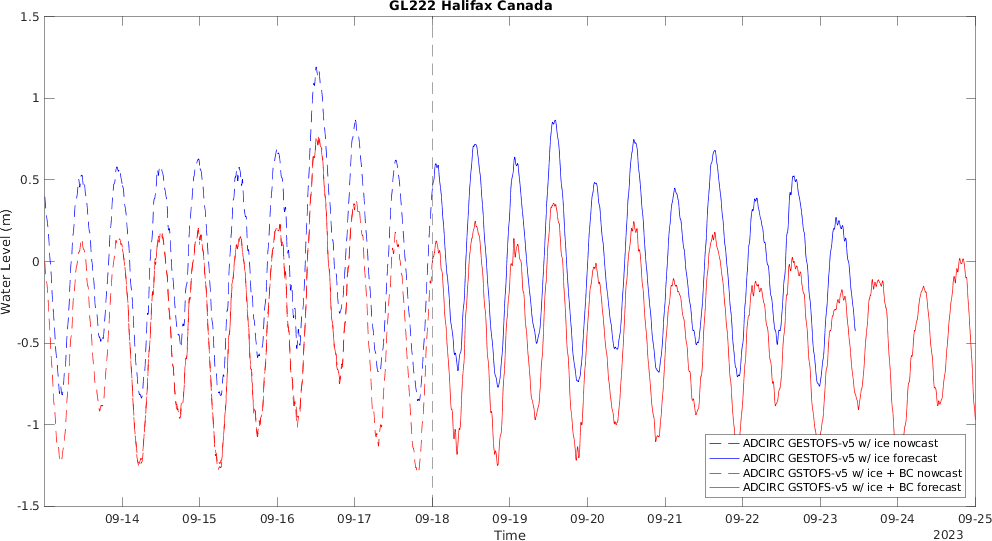 GL222 Halifax Canada
1.5
1
0.5
0
-0.5
-1
-1.5
Water Level (m)
09-14 09-15 09-16 09-17 09-18 09-19 09-20 09-21 09-22 09-23 09-24 09-25
Time
2023
ADCIRC GESTOFS-v5 w/ ice nowcast
ADCIRC GESTOFS-v5 w/ ice forecast
ADCIRC GSTOFS-v5 w/ ice + BC nowcast
ADCIRC GSTOFS-v5 w/ ice + BC forecast